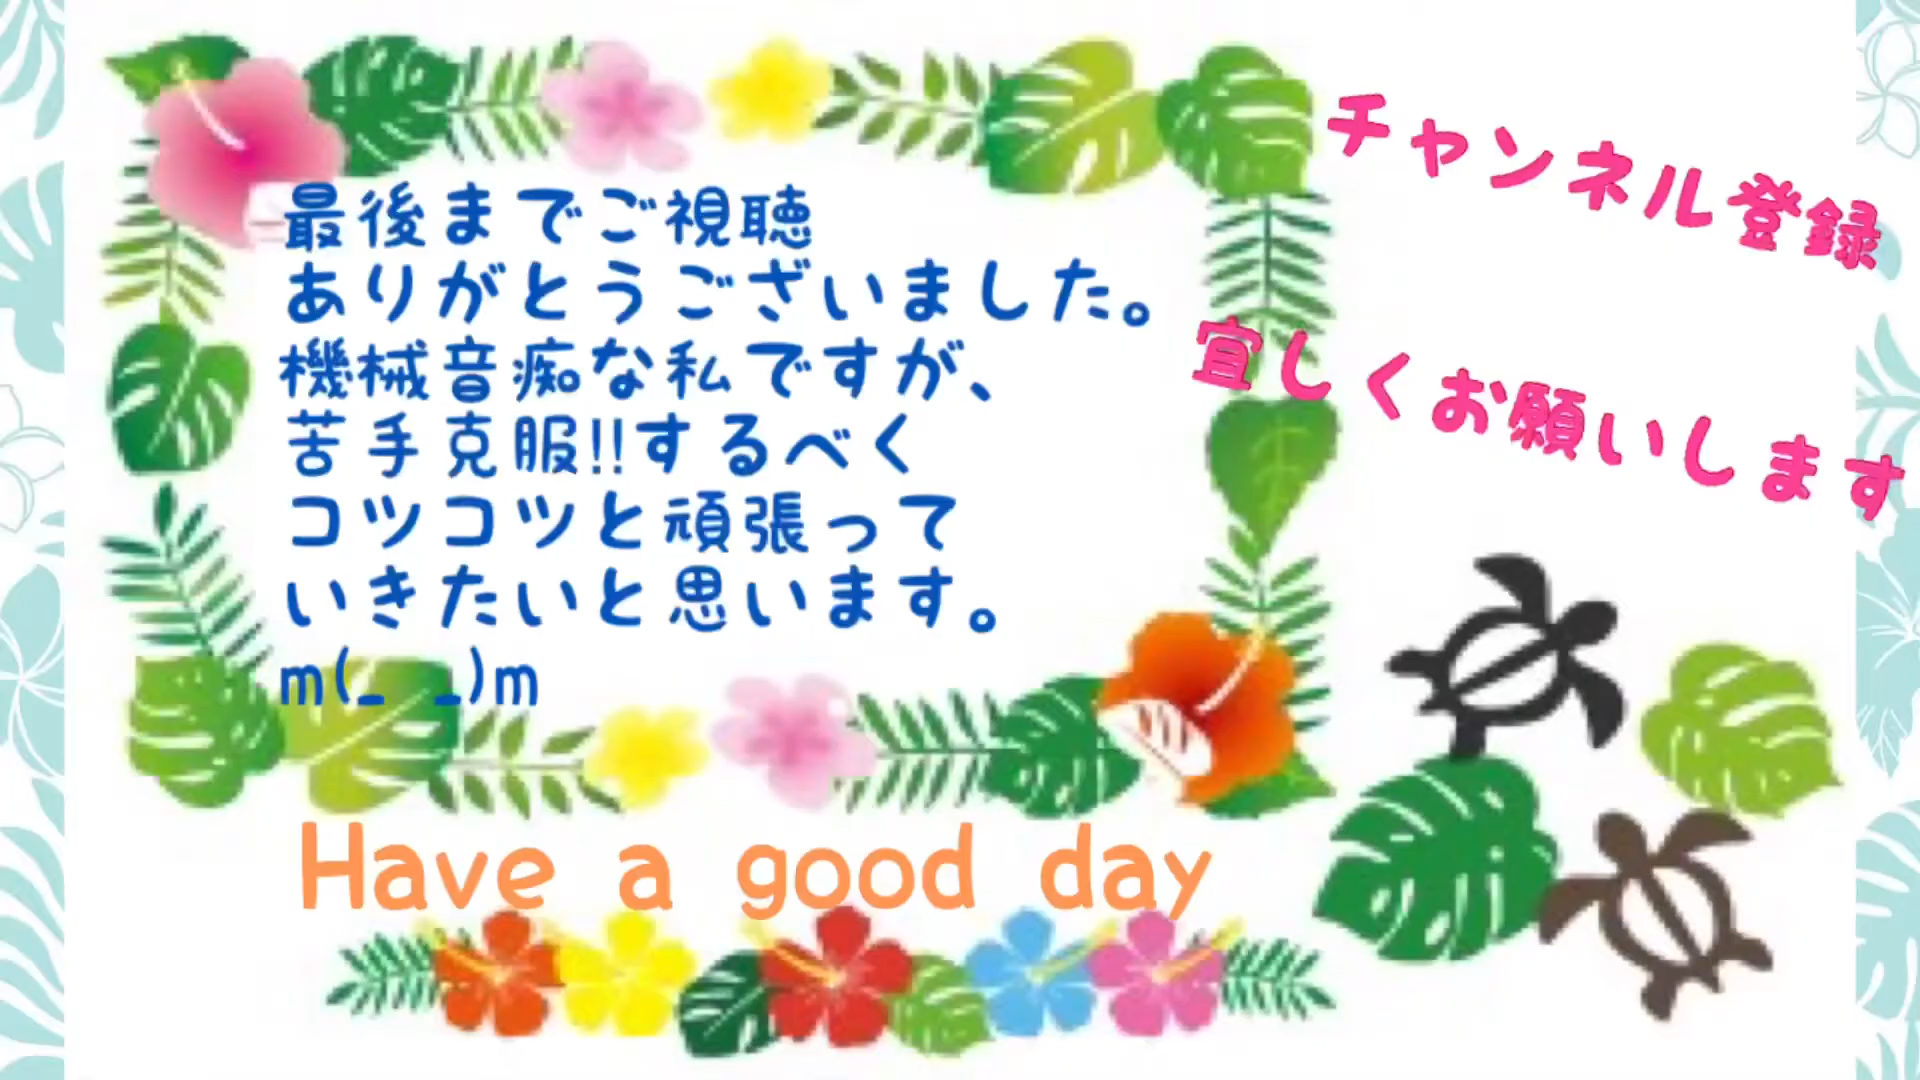 最後までご視聴
ありがとうございました。
機械音痴な私ですが、
苦手克服!!するべく
コツコツと頑張って
いきたいと思います。
m(_ _)m
チャンネル登録
宜しくお願いします
Have a good day